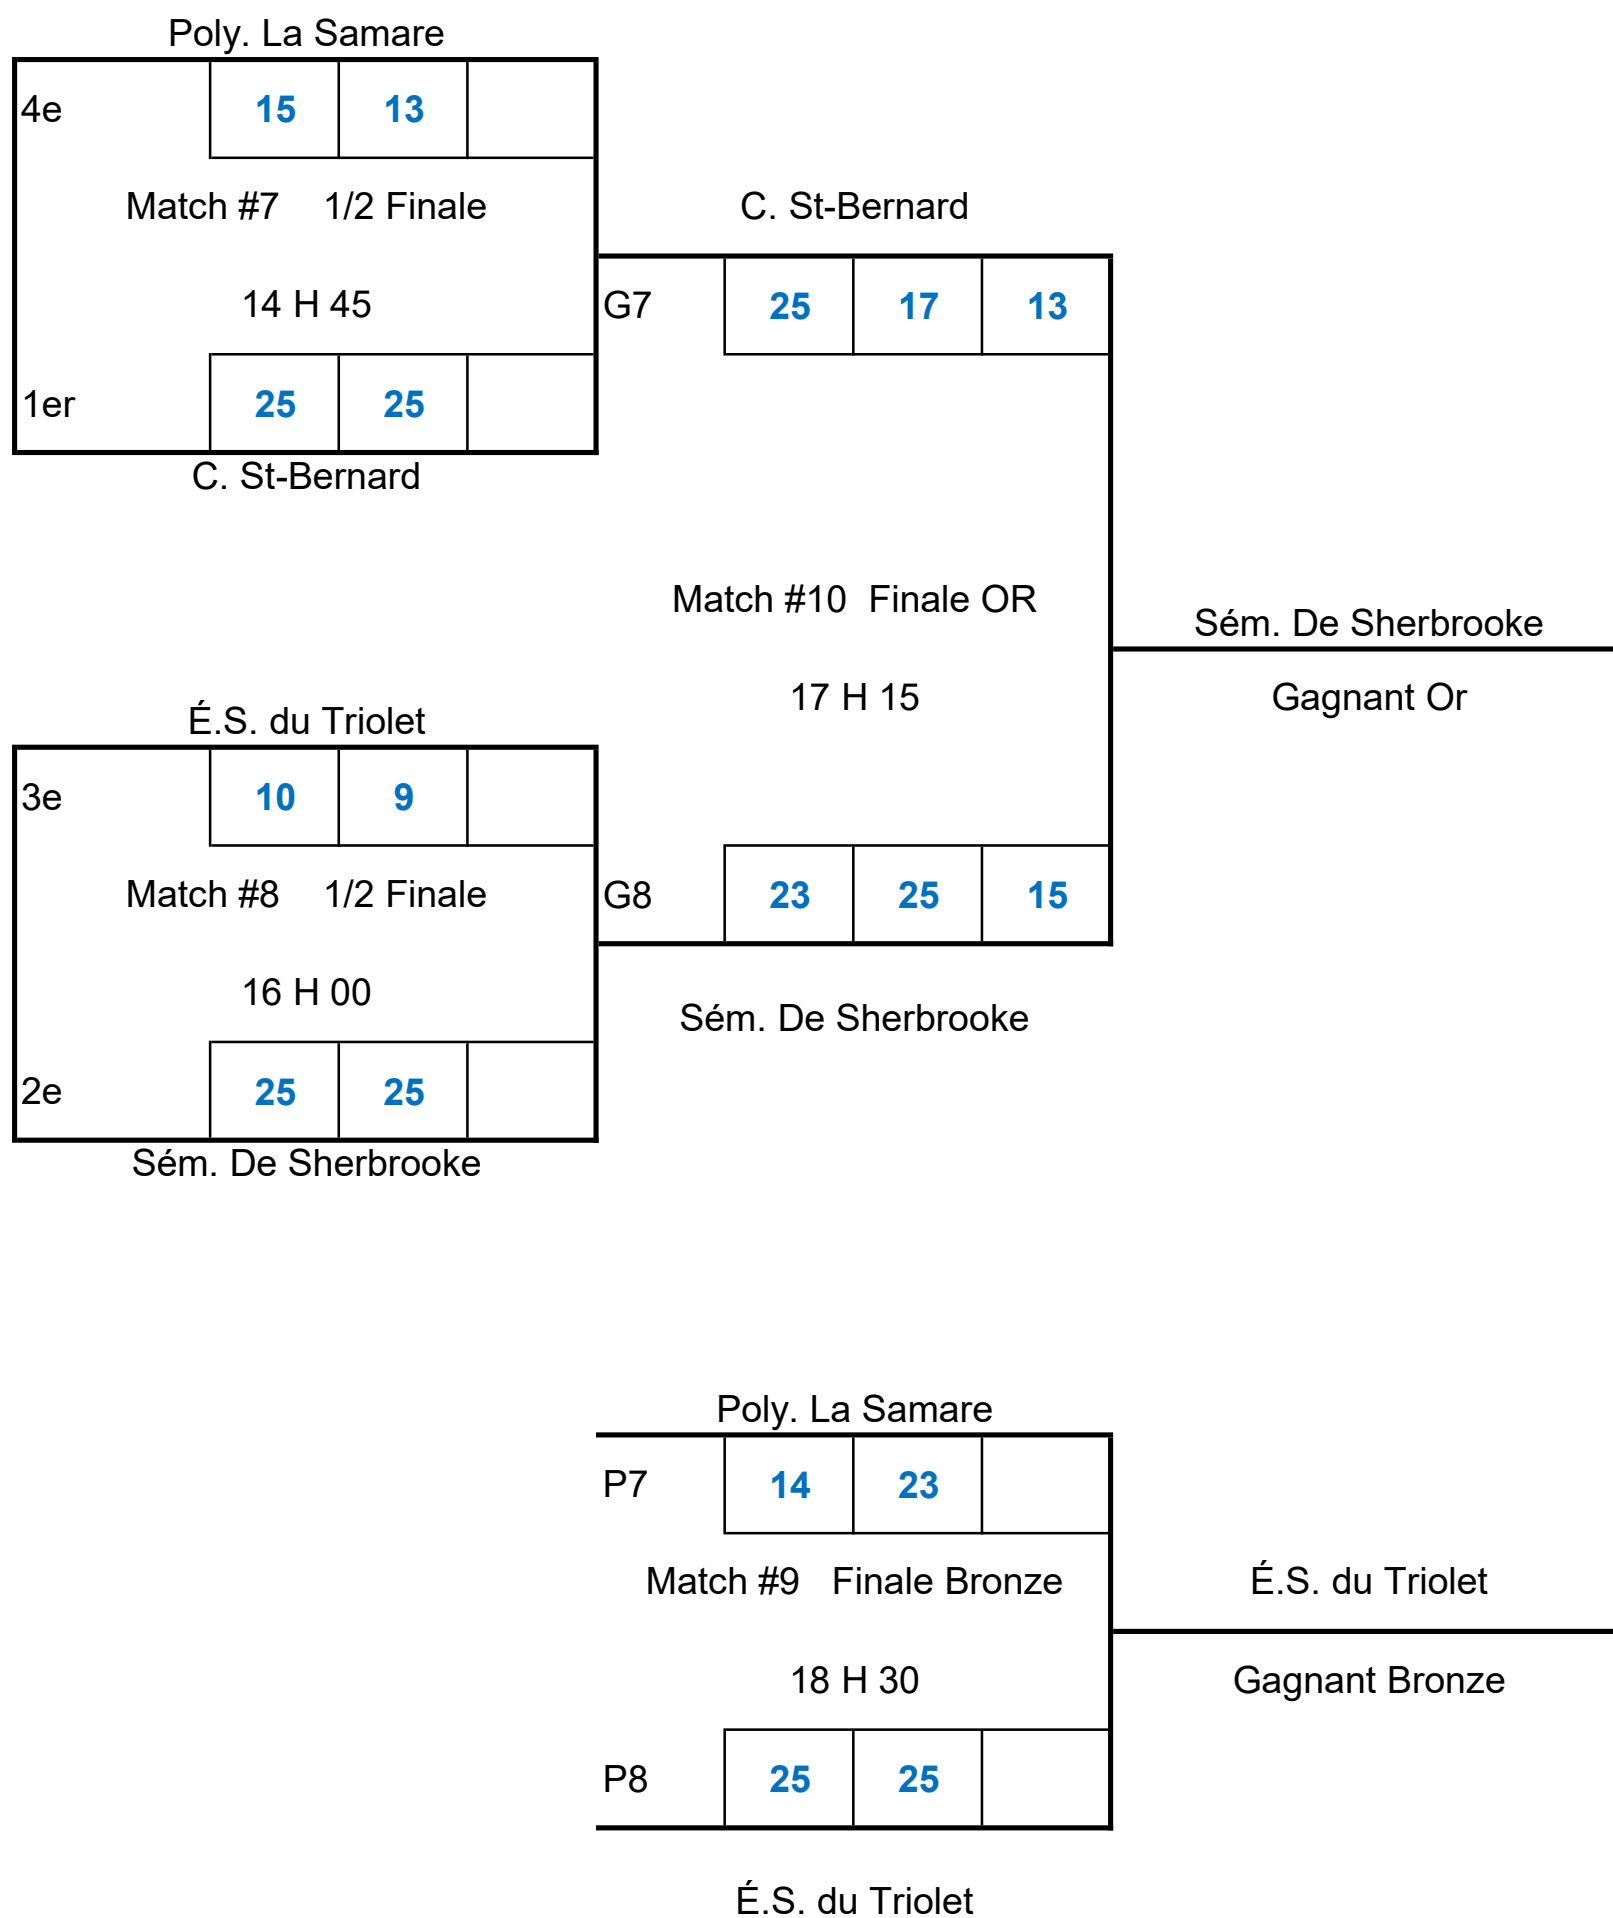 Poly. La Samare
4e 15 13
Match #7 1/2 Finale
14 H 45
1er 25 25
C. St-Bernard
C. St-Bernard
G7 25 17 13
Match #10 Finale OR
17 H 15
G8 23 25 15
Sém. De Sherbrooke
Sém. De Sherbrooke
Gagnant Or
É.S. du Triolet
3e 10 9
Match #8 1/2 Finale
16 H 00
2e 25 25
Sém. De Sherbrooke
Poly. La Samare
P7 14 23
Match #9 Finale Bronze
18 H 30
P8 25 25
É.S. du Triolet
É.S. du Triolet
Gagnant Bronze